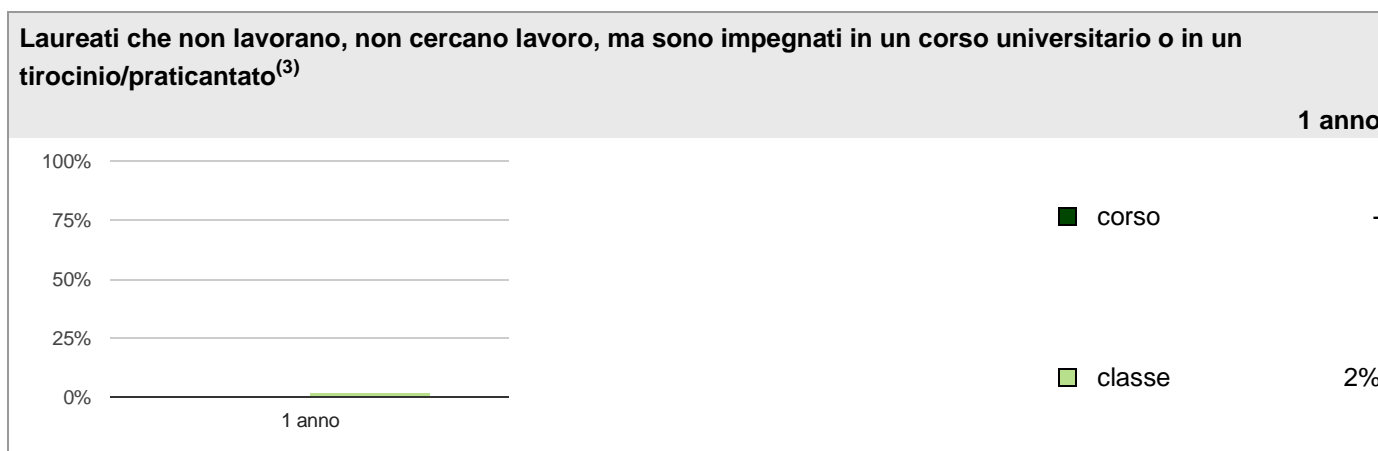 Laureati che non lavorano, non cercano lavoro, ma sono impegnati in un corso universitario o in un
tirocinio/praticantato(3)
1 anno
100%
75%
50%
25%
0%
1 anno
corso -
classe 2%